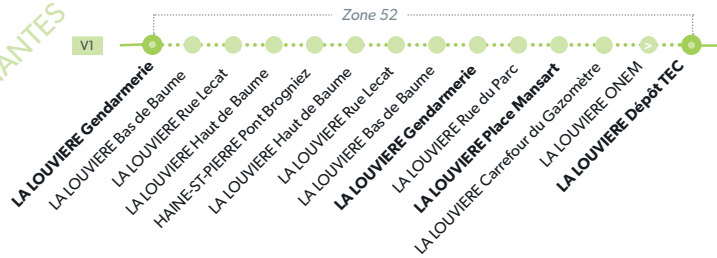 ANTES
Zone 52
V1
>
LA LOUVIERE Gendarmerie
LA LOUVIERE Bas de Baume
LA LOUVIERE Rue Lecat
LA LOUVIERE Haut de Baume
HAINE-ST-PIERRE Pont Brogniez
LA LOUVIERE Haut de Baume
LA LOUVIERE Rue Lecat
LA LOUVIERE Bas de Baume
LA LOUVIERE Gendarmerie
LA LOUVIERE Rue du Parc
LA LOUVIERE Place Mansart
LA LOUVIERE Carrefour du Gazomètre
LA LOUVIERE ONEM
LA LOUVIERE Dépôt TEC